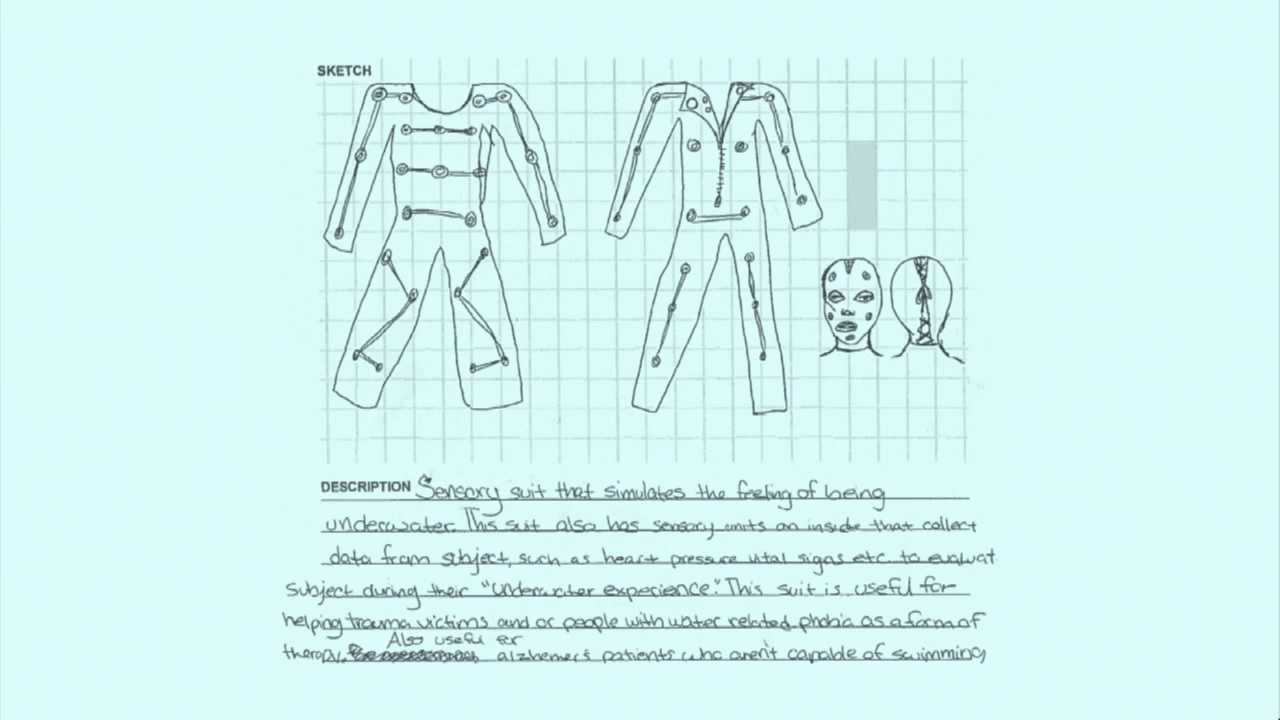 SKETCH
DESCRIPTION Sensory suit that simulates the feeling of being
underwater. This suit also has sensory units on inside that collect
data from subject, such as heart pressure vital signs etc. to evaluat
subject during their "underwater experience". This suit is useful for
helping trauma victims and or people with water related phobia as a form of
Also useful for
therapy. alzhemers patients who aren't capable of swimming